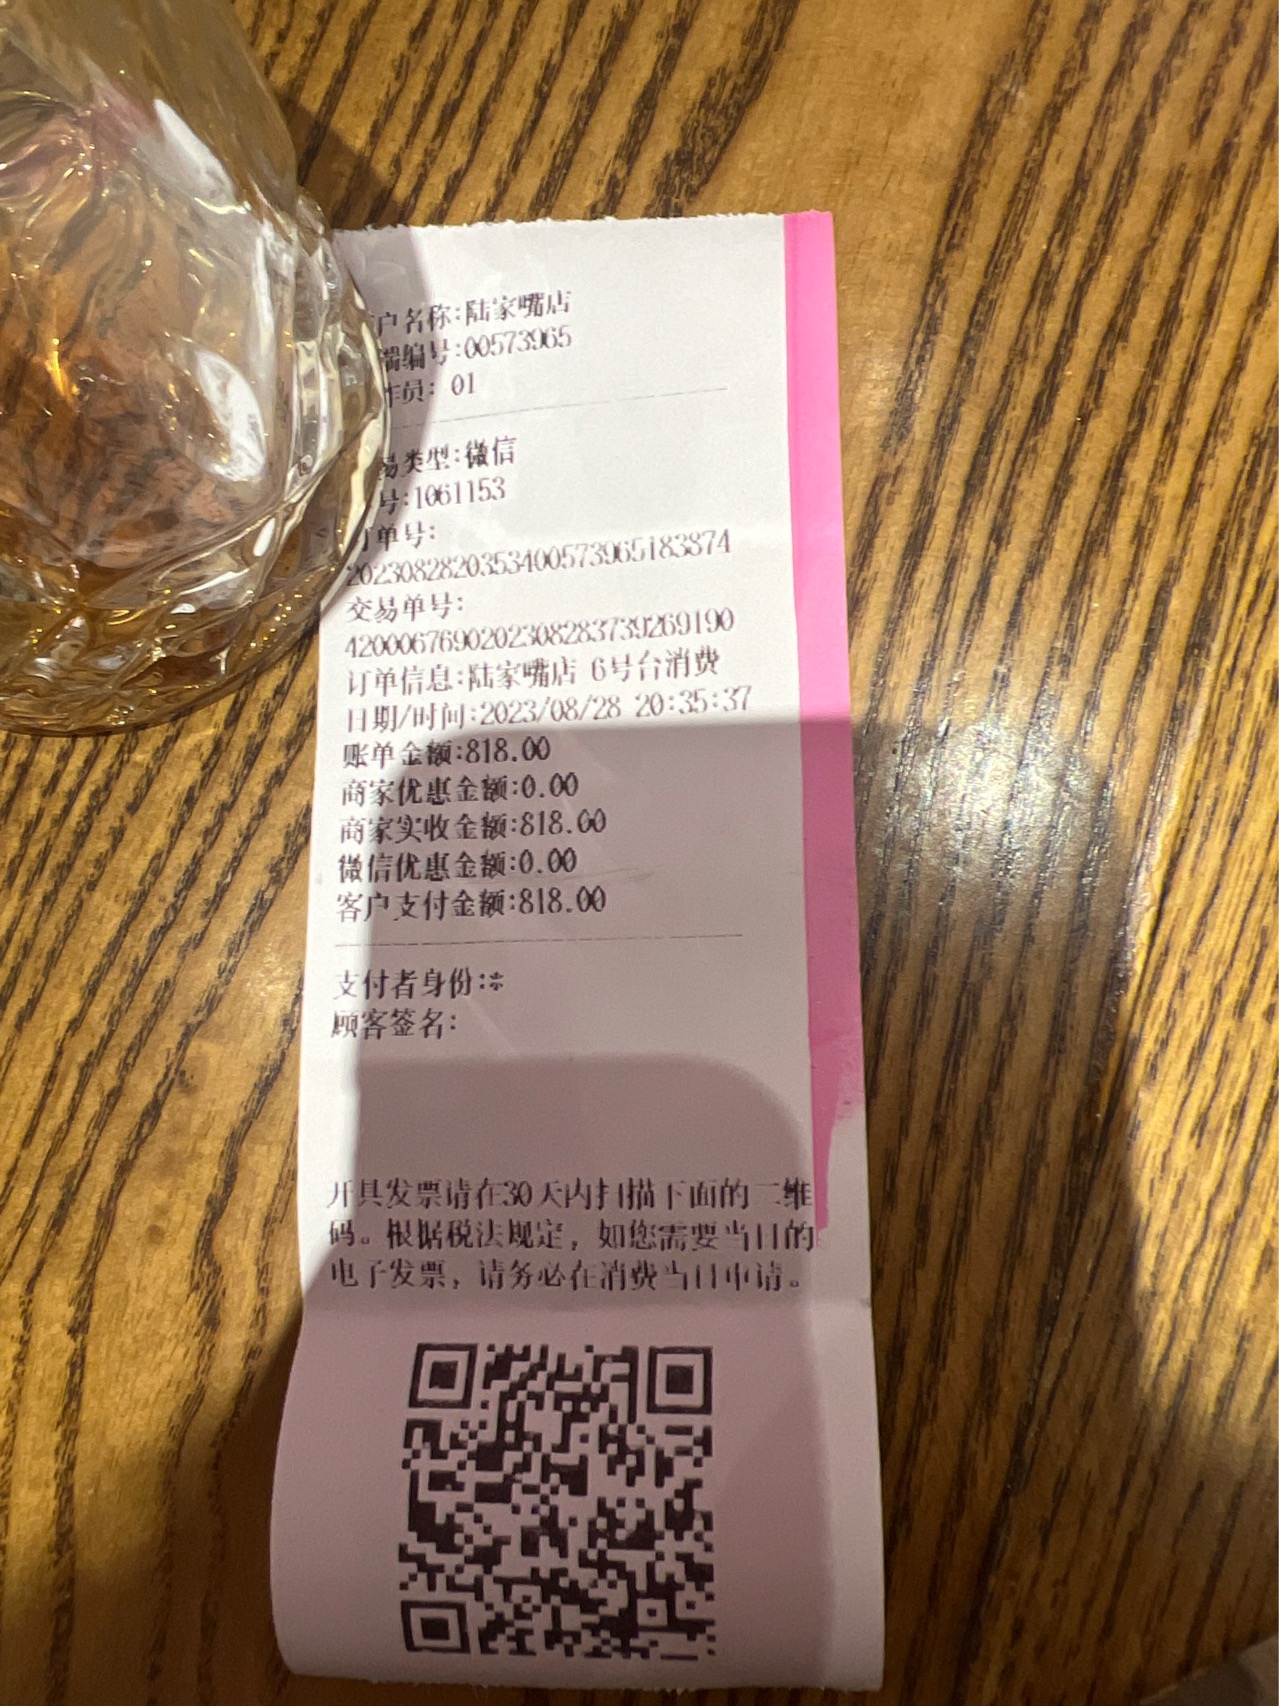 户名称:陆家嘴店
端编号:00573965
作员: 01
易类型:微信
号:1061153
订单号:
20230828203534005739651838​74
交易单号:
4200067690202308283739269190
订单信息:陆家嘴店 6号台消费
日期/时间:2023/08/28 20:35:37
账单金额:818.00
商家优惠金额:0.00
商家实收金额:818.00
微信优惠金额:0.00
客户支付金额:818.00
支付者身份:*
顾客签名:
开具发票请在30天内扫描下面的二维
码。根据税法规定，如您需要当日的
电子发票，请务必在消费当日申请。